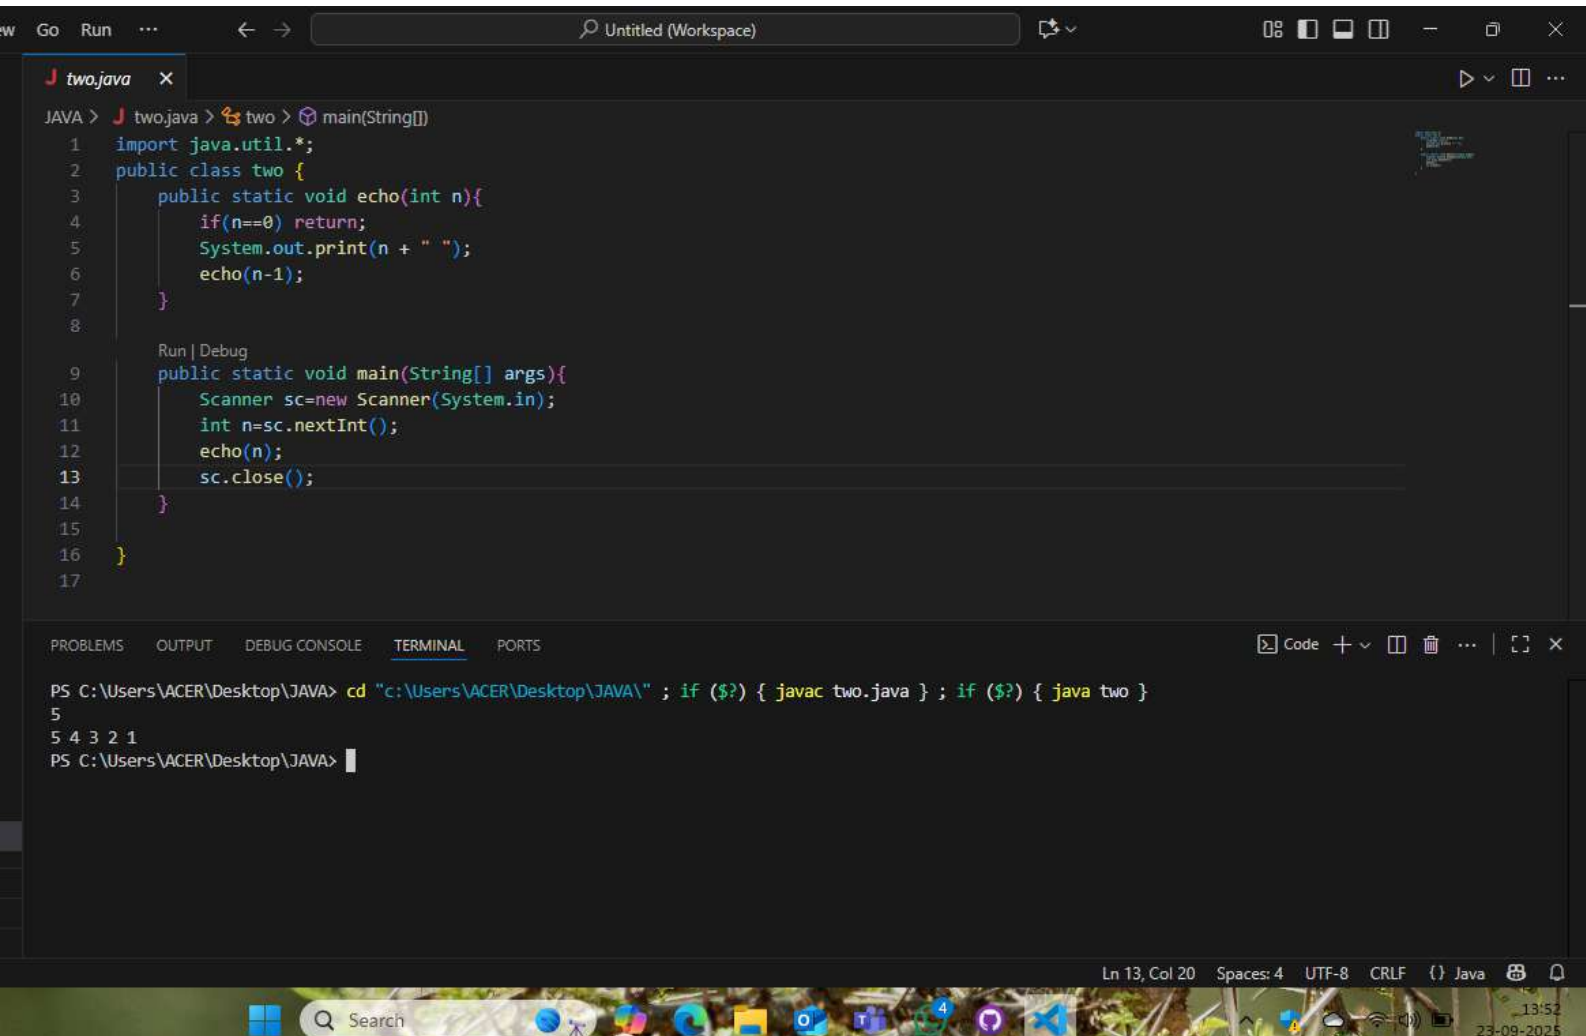 ew Go Run ··· ← → Untitled (Workspace)
J two.java ×
JAVA > J two.java > two > main(String[])
1 import java.util.*;
2 public class two {
3     public static void echo(int n){
4         if(n==0) return;
5         System.out.print(n + " ");
6         echo(n-1);
7     }
8
Run | Debug
9     public static void main(String[] args){
10         Scanner sc=new Scanner(System.in);
11         int n=sc.nextInt();
12         echo(n);
13         sc.close();
14     }
15
16 }
17
PROBLEMS OUTPUT DEBUG CONSOLE TERMINAL PORTS Code
PS C:\Users\ACER\Desktop\JAVA> cd "c:\Users\ACER\Desktop\JAVA\" ; if ($?) { javac two.java } ; if ($?) { java two }
5
5 4 3 2 1
PS C:\Users\ACER\Desktop\JAVA>
Ln 13, Col 20 Spaces: 4 UTF-8 CRLF {} Java
Search 4 13:52
23-09-2025